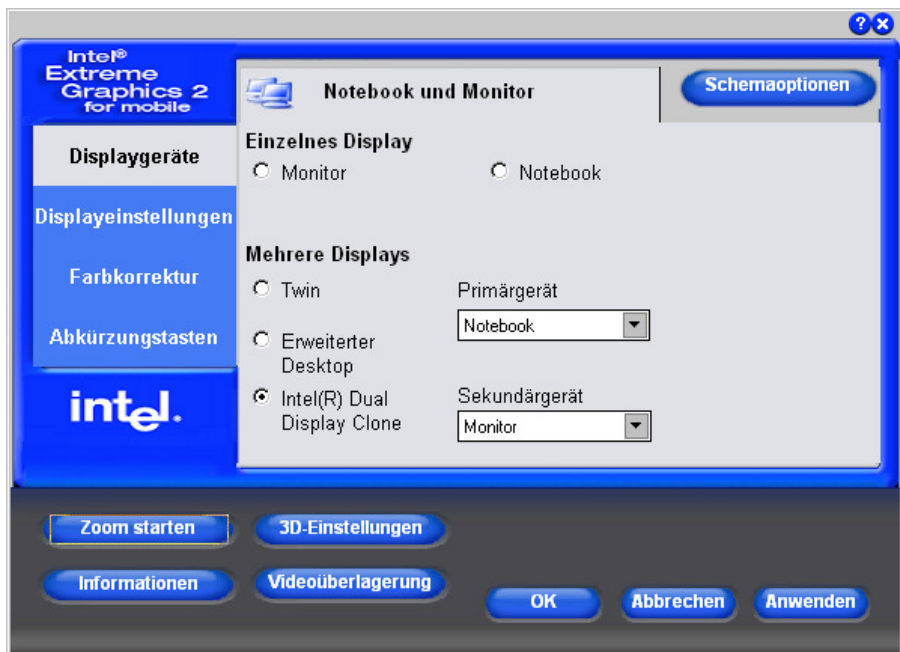 Intel®
Extreme
Graphics 2
for mobile
Notebook und Monitor
Schemaoptionen
Displaygeräte
Displayeinstellungen
Farbkorrektur
Abkürzungstasten
intel.
Einzelnes Display
Monitor
Notebook
Mehrere Displays
Twin
Primärgerät
Notebook
Erweiterter
Desktop
Intel(R) Dual
Display Clone
Sekundärgerät
Monitor
Zoom starten
3D-Einstellungen
Informationen
Videoüberlagerung
OK
Abbrechen
Anwenden